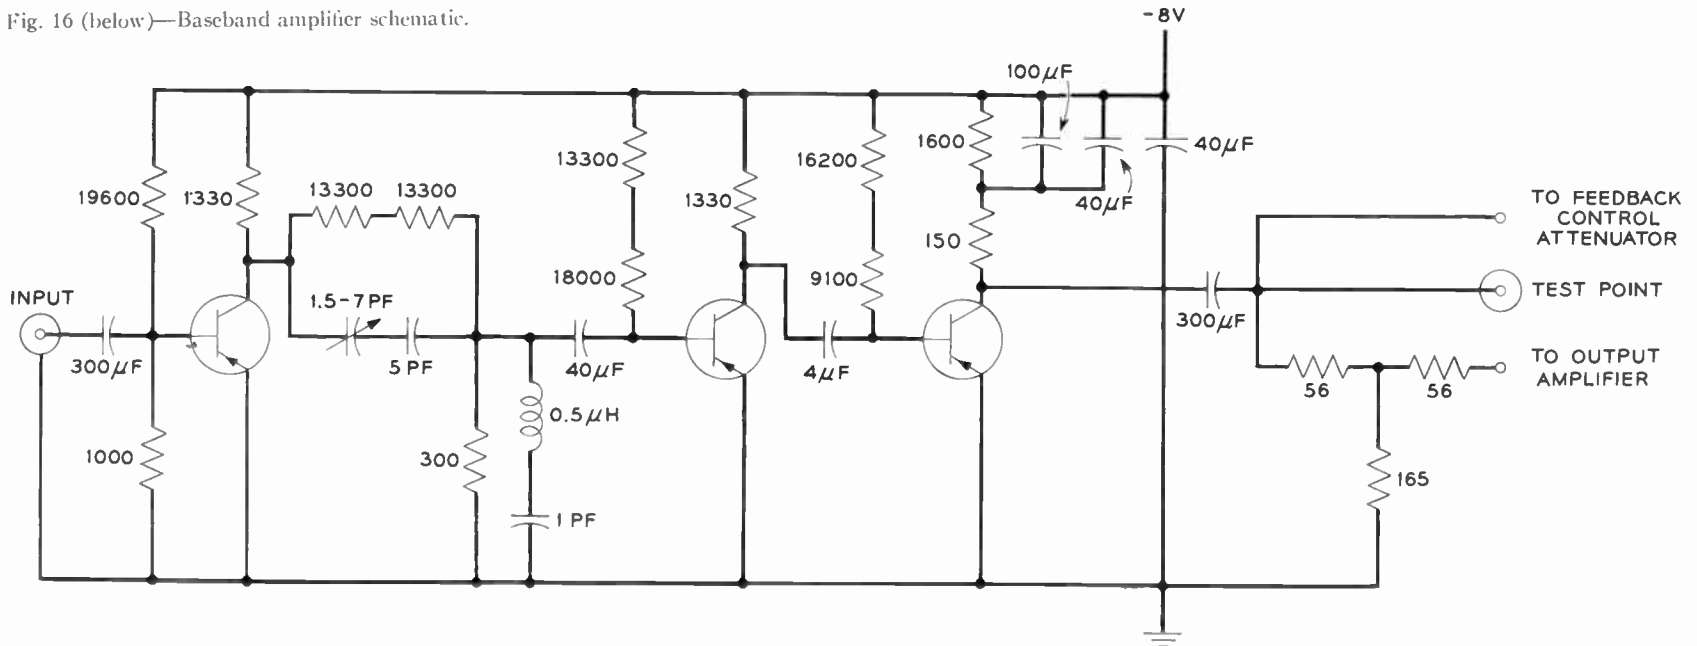 Fig. 16 (below)—Baseband amplifier schematic.
-8V
100µF
13300
16200
1600
40µF
19600
1330
13300 13300
1330
40µF
TO FEEDBACK
CONTROL
ATTENUATOR
150
18000
9100
INPUT
1.5-7 PF
TEST POINT
300µF
300µF
5 PF
40µF
4µF
TO OUTPUT
AMPLIFIER
56
56
0.5µH
1000
300
165
1 PF